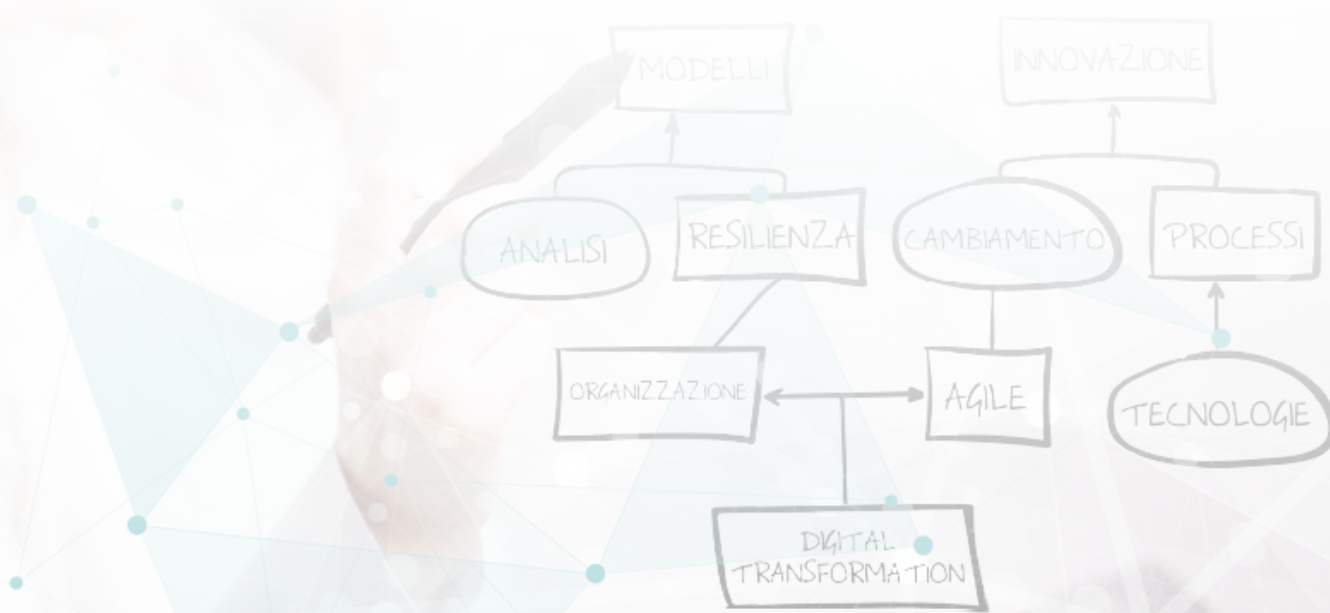 MODELLI
INNOVAZIONE
ANALISI
RESILIENZA
CAMBIAMENTO
PROCESSI
ORGANIZZAZIONE
AGILE
TECNOLOGIE
DIGITAL
TRANSFORMATION